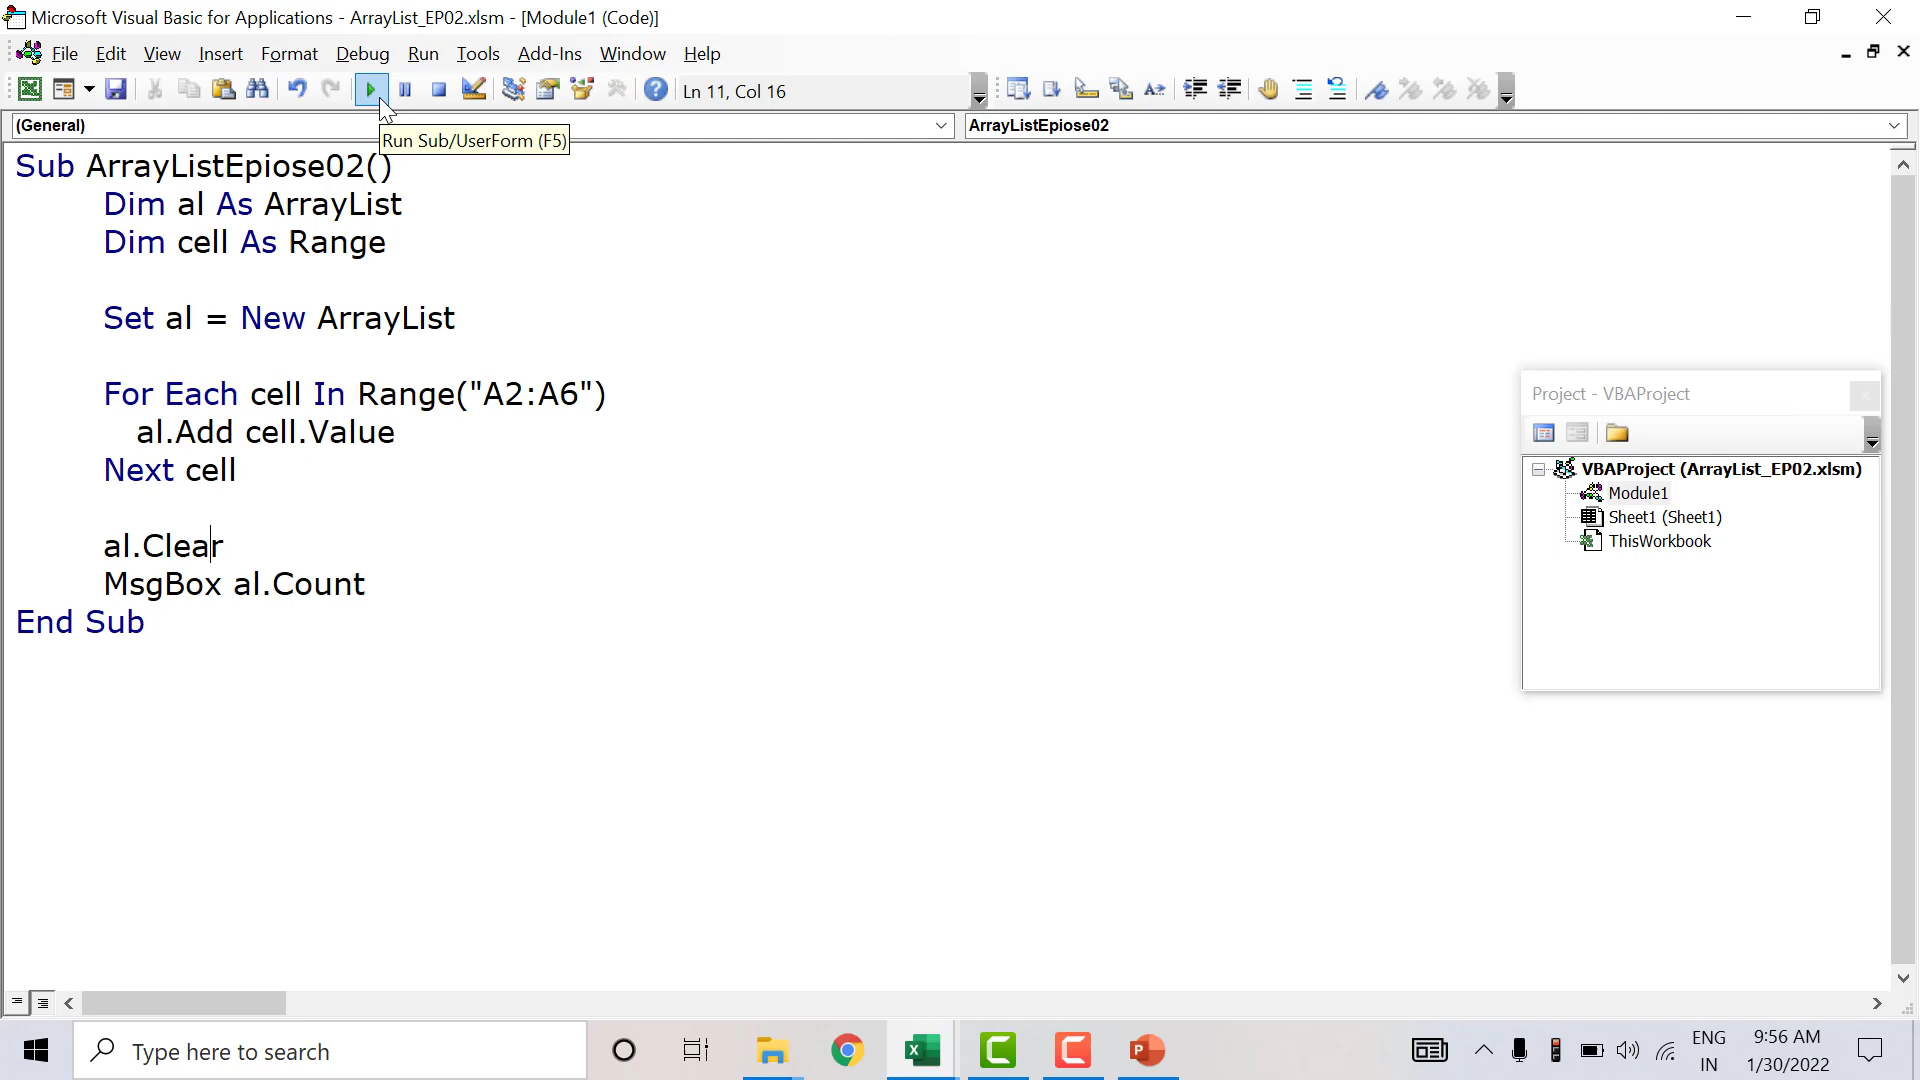 Microsoft Visual Basic for Applications - ArrayList_EP02.xlsm - [Module1 (Code)]
File Edit View Insert Format Debug Run Tools Add-Ins Window Help
Ln 11, Col 16
(General)
ArrayListEpiose02
Run Sub/UserForm (F5)
Sub ArrayListEpiose02()
Dim al As ArrayList
Dim cell As Range
Set al = New ArrayList
For Each cell In Range("A2:A6")
al.Add cell.Value
Next cell
al.Clear
MsgBox al.Count
End Sub
Project - VBAProject
VBAProject (ArrayList_EP02.xlsm)
Module1
Sheet1 (Sheet1)
ThisWorkbook
Type here to search
ENG
IN
9:56 AM
1/30/2022